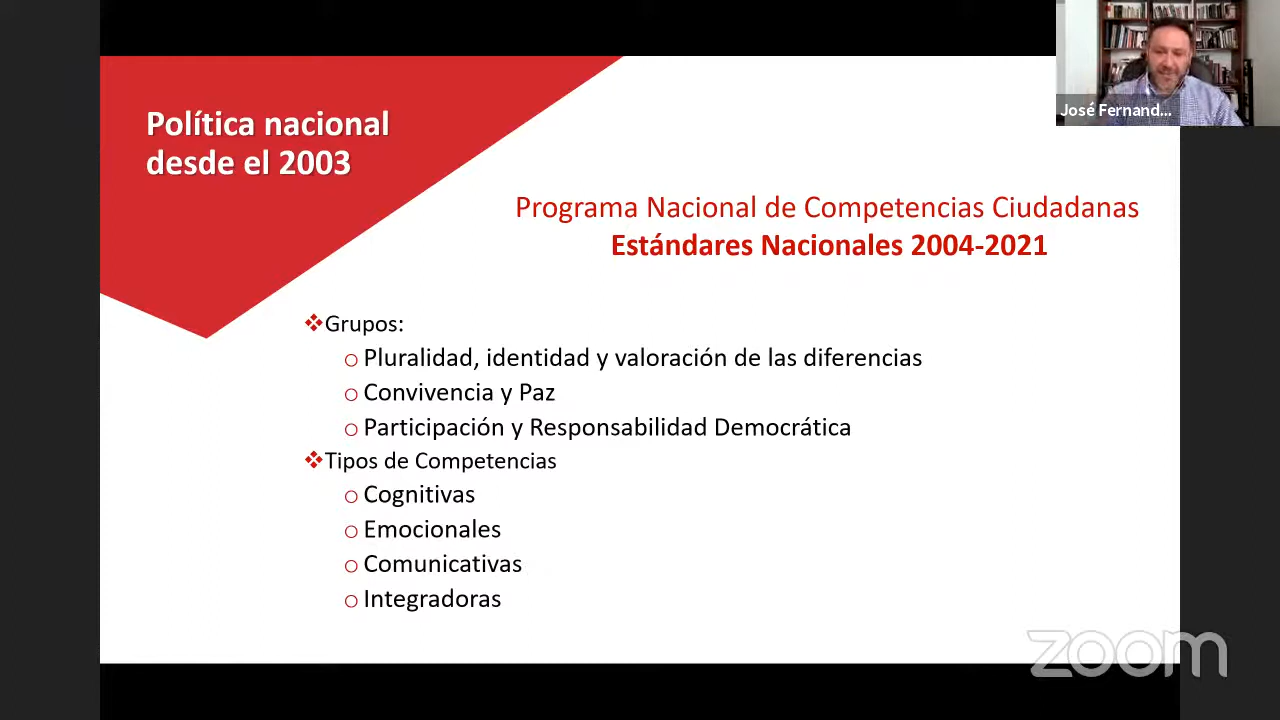 José Fernand...
Política nacional
desde el 2003
Programa Nacional de Competencias Ciudadanas
Estándares Nacionales 2004-2021
❖Grupos:
o Pluralidad, identidad y valoración de las diferencias
o Convivencia y Paz
o Participación y Responsabilidad Democrática
❖Tipos de Competencias
o Cognitivas
o Emocionales
o Comunicativas
o Integradoras
zoom